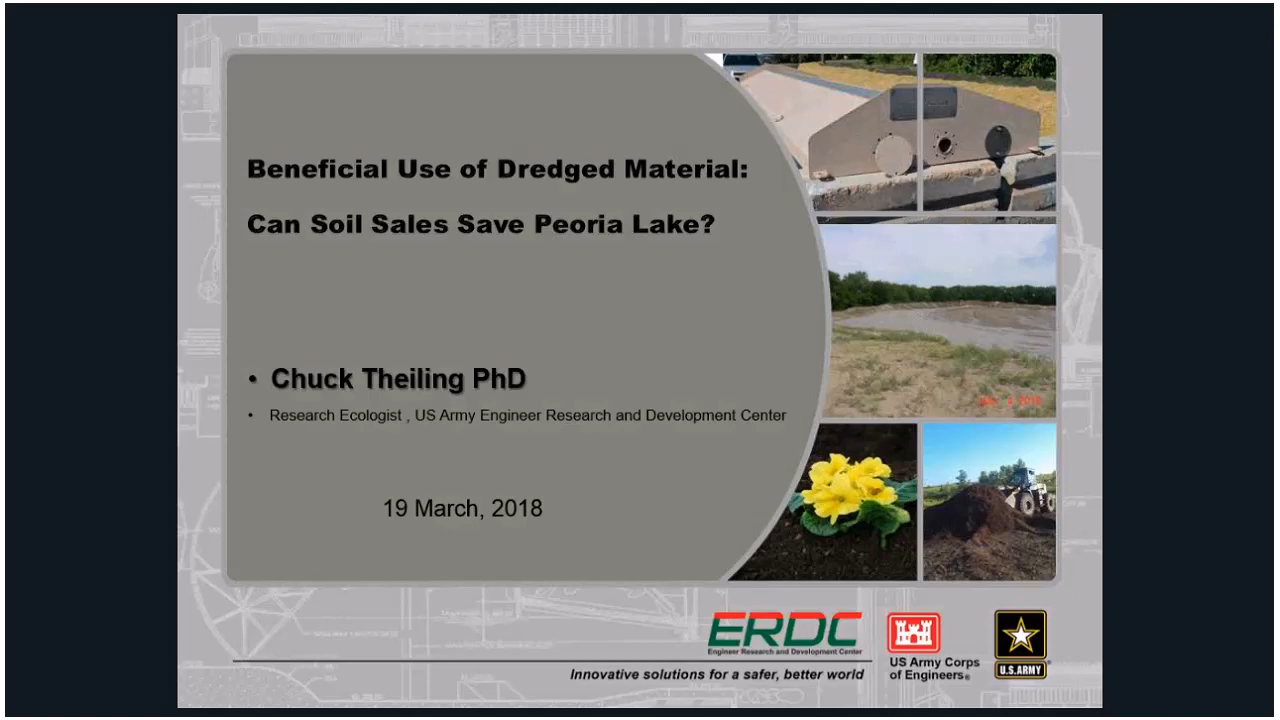 Beneficial Use of Dredged Material:
Can Soil Sales Save Peoria Lake?
• Chuck Theiling PhD
• Research Ecologist , US Army Engineer Research and Development Center
19 March, 2018
ERDC
Engineer Research and Development Center
Innovative solutions for a safer, better world
US Army Corps
of Engineers®
U.S.ARMY